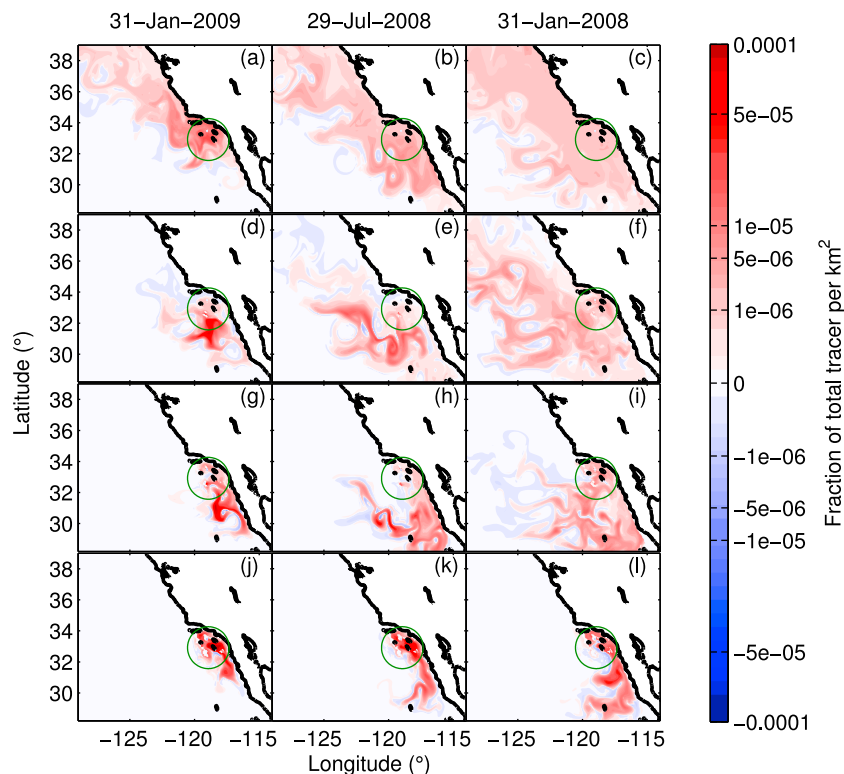 31-Jan-2009 29-Jul-2008 31-Jan-2008
(a) (b) (c)
38
36
34
32
30
(d) (e) (f)
38
36
34
32
30
(g) (h) (i)
38
36
34
32
30
(j) (k) (l)
38
36
34
32
30
−125 −120 −115 −125 −120 −115 −125 −120 −115
Longitude (°)
Latitude (°)
0.0001
5e−05
1e−05
5e−06
1e−06
0
−1e−06
−5e−06
−1e−05
−5e−05
−0.0001
Fraction of total tracer per km²